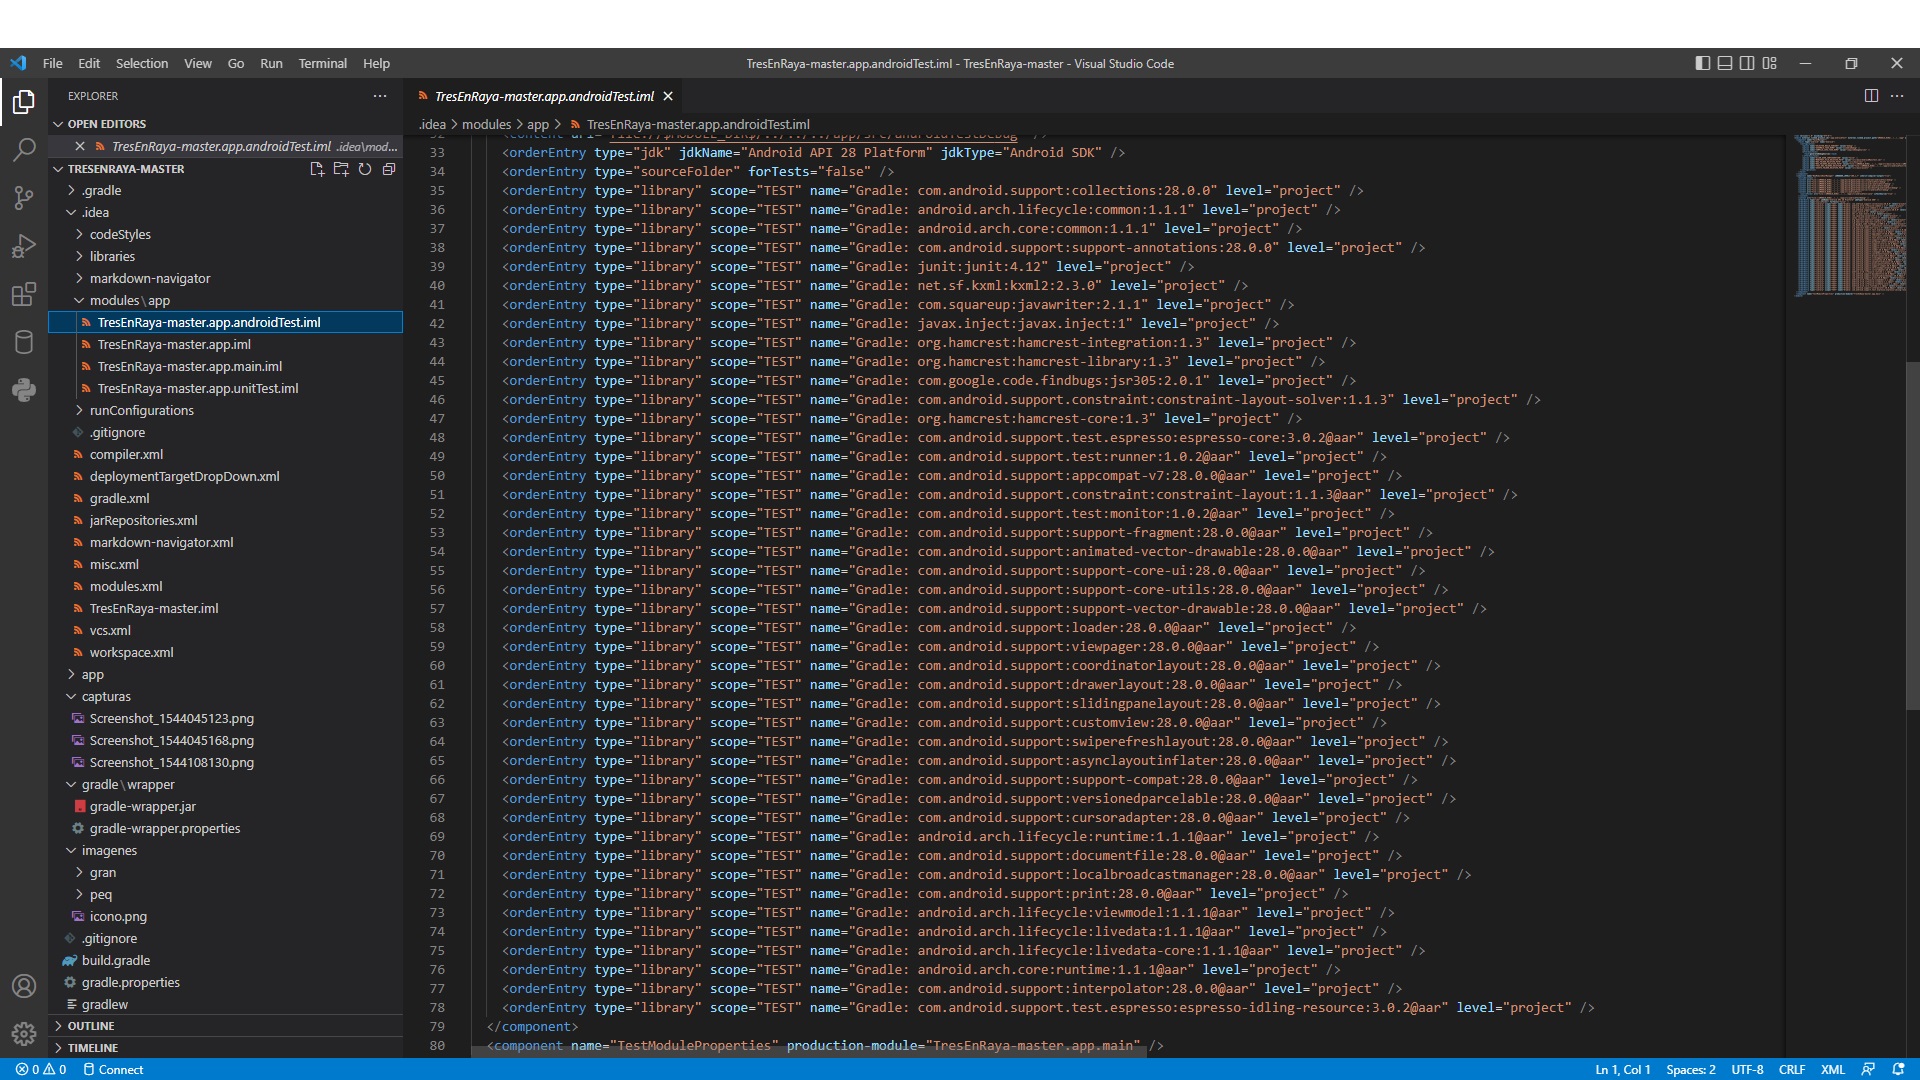 File Edit Selection View Go Run Terminal Help
TresEnRaya-master.app.androidTest.iml - TresEnRaya-master - Visual Studio Code
EXPLORER
OPEN EDITORS
TresEnRaya-master.app.androidTest.iml .idea\mod...
TRESENRAYA-MASTER
.gradle
.idea
codeStyles
libraries
markdown-navigator
modules\app
TresEnRaya-master.app.androidTest.iml
TresEnRaya-master.app.iml
TresEnRaya-master.app.main.iml
TresEnRaya-master.app.unitTest.iml
runConfigurations
.gitignore
compiler.xml
deploymentTargetDropDown.xml
gradle.xml
jarRepositories.xml
markdown-navigator.xml
misc.xml
modules.xml
TresEnRaya-master.iml
vcs.xml
workspace.xml
app
capturas
Screenshot_1544045123.png
Screenshot_1544045168.png
Screenshot_1544108130.png
gradle\wrapper
gradle-wrapper.jar
gradle-wrapper.properties
imagenes
gran
peq
icono.png
.gitignore
build.gradle
gradle.properties
gradlew
OUTLINE
TIMELINE
TresEnRaya-master.app.androidTest.iml
.idea > modules > app > TresEnRaya-master.app.androidTest.iml
33 <orderEntry type="jdk" jdkName="Android API 28 Platform" jdkType="Android SDK" />
34 <orderEntry type="sourceFolder" forTests="false" />
35 <orderEntry type="library" scope="TEST" name="Gradle: com.android.support:collections:28.0.0" level="project" />
36 <orderEntry type="library" scope="TEST" name="Gradle: android.arch.lifecycle:common:1.1.1" level="project" />
37 <orderEntry type="library" scope="TEST" name="Gradle: android.arch.core:common:1.1.1" level="project" />
38 <orderEntry type="library" scope="TEST" name="Gradle: com.android.support:support-annotations:28.0.0" level="project" />
39 <orderEntry type="library" scope="TEST" name="Gradle: junit:junit:4.12" level="project" />
40 <orderEntry type="library" scope="TEST" name="Gradle: net.sf.kxml:kxml2:2.3.0" level="project" />
41 <orderEntry type="library" scope="TEST" name="Gradle: com.squareup:javawriter:2.1.1" level="project" />
42 <orderEntry type="library" scope="TEST" name="Gradle: javax.inject:javax.inject:1" level="project" />
43 <orderEntry type="library" scope="TEST" name="Gradle: org.hamcrest:hamcrest-integration:1.3" level="project" />
44 <orderEntry type="library" scope="TEST" name="Gradle: org.hamcrest:hamcrest-library:1.3" level="project" />
45 <orderEntry type="library" scope="TEST" name="Gradle: com.google.code.findbugs:jsr305:2.0.1" level="project" />
46 <orderEntry type="library" scope="TEST" name="Gradle: com.android.support.constraint:constraint-layout-solver:1.1.3" level="project" />
47 <orderEntry type="library" scope="TEST" name="Gradle: org.hamcrest:hamcrest-core:1.3" level="project" />
48 <orderEntry type="library" scope="TEST" name="Gradle: com.android.support.test.espresso:espresso-core:3.0.2@aar" level="project" />
49 <orderEntry type="library" scope="TEST" name="Gradle: com.android.support.test:runner:1.0.2@aar" level="project" />
50 <orderEntry type="library" scope="TEST" name="Gradle: com.android.support:appcompat-v7:28.0.0@aar" level="project" />
51 <orderEntry type="library" scope="TEST" name="Gradle: com.android.support.constraint:constraint-layout:1.1.3@aar" level="project" />
52 <orderEntry type="library" scope="TEST" name="Gradle: com.android.support.test:monitor:1.0.2@aar" level="project" />
53 <orderEntry type="library" scope="TEST" name="Gradle: com.android.support:support-fragment:28.0.0@aar" level="project" />
54 <orderEntry type="library" scope="TEST" name="Gradle: com.android.support:animated-vector-drawable:28.0.0@aar" level="project" />
55 <orderEntry type="library" scope="TEST" name="Gradle: com.android.support:support-core-ui:28.0.0@aar" level="project" />
56 <orderEntry type="library" scope="TEST" name="Gradle: com.android.support:support-core-utils:28.0.0@aar" level="project" />
57 <orderEntry type="library" scope="TEST" name="Gradle: com.android.support:support-vector-drawable:28.0.0@aar" level="project" />
58 <orderEntry type="library" scope="TEST" name="Gradle: com.android.support:loader:28.0.0@aar" level="project" />
59 <orderEntry type="library" scope="TEST" name="Gradle: com.android.support:viewpager:28.0.0@aar" level="project" />
60 <orderEntry type="library" scope="TEST" name="Gradle: com.android.support:coordinatorlayout:28.0.0@aar" level="project" />
61 <orderEntry type="library" scope="TEST" name="Gradle: com.android.support:drawerlayout:28.0.0@aar" level="project" />
62 <orderEntry type="library" scope="TEST" name="Gradle: com.android.support:slidingpanelayout:28.0.0@aar" level="project" />
63 <orderEntry type="library" scope="TEST" name="Gradle: com.android.support:customview:28.0.0@aar" level="project" />
64 <orderEntry type="library" scope="TEST" name="Gradle: com.android.support:swiperefreshlayout:28.0.0@aar" level="project" />
65 <orderEntry type="library" scope="TEST" name="Gradle: com.android.support:asynclayoutinflater:28.0.0@aar" level="project" />
66 <orderEntry type="library" scope="TEST" name="Gradle: com.android.support:support-compat:28.0.0@aar" level="project" />
67 <orderEntry type="library" scope="TEST" name="Gradle: com.android.support:versionedparcelable:28.0.0@aar" level="project" />
68 <orderEntry type="library" scope="TEST" name="Gradle: com.android.support:cursoradapter:28.0.0@aar" level="project" />
69 <orderEntry type="library" scope="TEST" name="Gradle: android.arch.lifecycle:runtime:1.1.1@aar" level="project" />
70 <orderEntry type="library" scope="TEST" name="Gradle: com.android.support:documentfile:28.0.0@aar" level="project" />
71 <orderEntry type="library" scope="TEST" name="Gradle: com.android.support:localbroadcastmanager:28.0.0@aar" level="project" />
72 <orderEntry type="library" scope="TEST" name="Gradle: com.android.support:print:28.0.0@aar" level="project" />
73 <orderEntry type="library" scope="TEST" name="Gradle: android.arch.lifecycle:viewmodel:1.1.1@aar" level="project" />
74 <orderEntry type="library" scope="TEST" name="Gradle: android.arch.lifecycle:livedata:1.1.1@aar" level="project" />
75 <orderEntry type="library" scope="TEST" name="Gradle: android.arch.lifecycle:livedata-core:1.1.1@aar" level="project" />
76 <orderEntry type="library" scope="TEST" name="Gradle: android.arch.core:runtime:1.1.1@aar" level="project" />
77 <orderEntry type="library" scope="TEST" name="Gradle: com.android.support:interpolator:28.0.0@aar" level="project" />
78 <orderEntry type="library" scope="TEST" name="Gradle: com.android.support.test.espresso:espresso-idling-resource:3.0.2@aar" level="project" />
79 </component>
80 <component name="TestModuleProperties" production-module="TresEnRaya-master.app.main" />
0 0 Connect
Ln 1, Col 1 Spaces: 2 UTF-8 CRLF XML